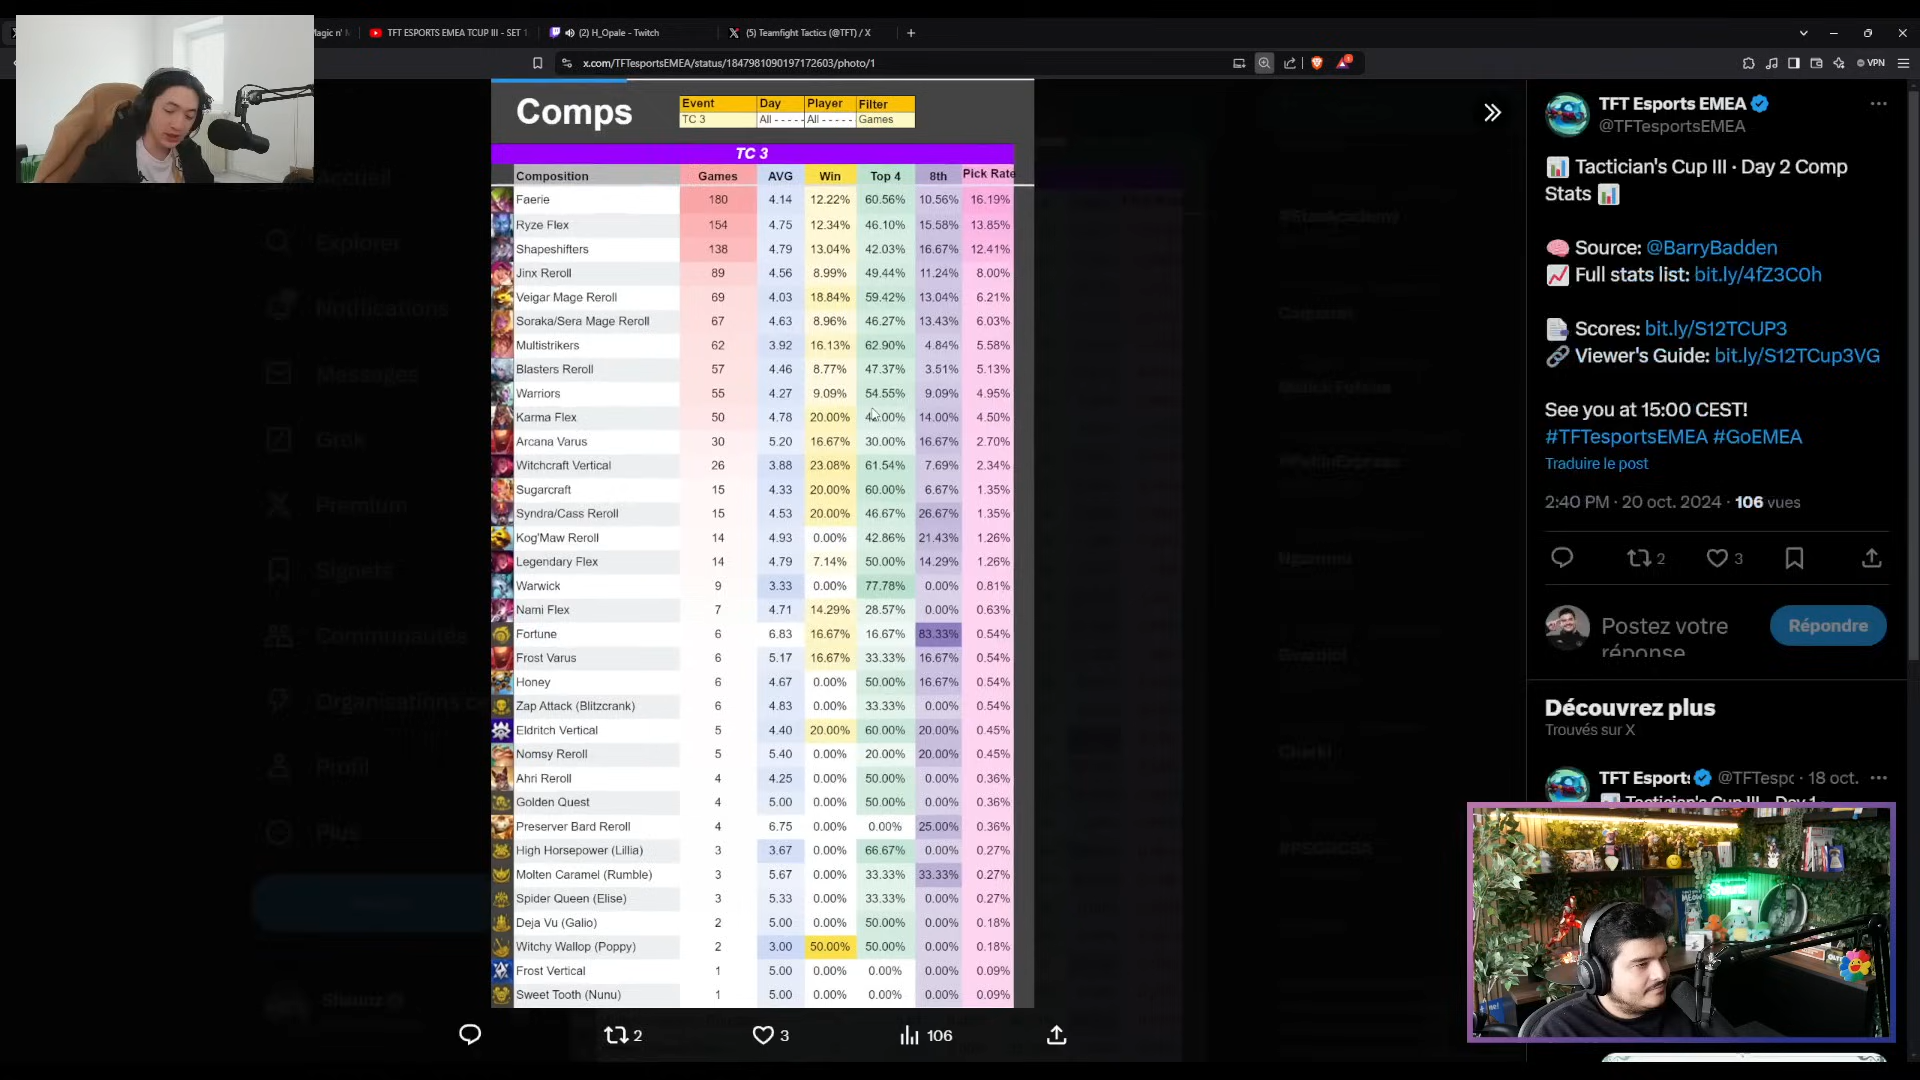 Magic n'
TFT ESPORTS EMEA TCUP III - SET 1
(2) H_Opale - Twitch
(5) Teamfight Tactics (@TFT) / X
x.com/TFTesportsEMEA/status/1847981090197172603/photo/1
VPN
Comps
Event Day Player Filter
TC 3 All - - - - - All - - - - - Games
TC 3
Composition Games AVG Win Top 4 8th Pick Rate
Faerie 180 4.14 12.22% 60.56% 10.56% 16.19%
Ryze Flex 154 4.75 12.34% 46.10% 15.58% 13.85%
Shapeshifters 138 4.79 13.04% 42.03% 16.67% 12.41%
Jinx Reroll 89 4.56 8.99% 49.44% 11.24% 8.00%
Veigar Mage Reroll 69 4.03 18.84% 59.42% 13.04% 6.21%
Soraka/Sera Mage Reroll 67 4.63 8.96% 46.27% 13.43% 6.03%
Multistrikers 62 3.92 16.13% 62.90% 4.84% 5.58%
Blasters Reroll 57 4.46 8.77% 47.37% 3.51% 5.13%
Warriors 55 4.27 9.09% 54.55% 9.09% 4.95%
Karma Flex 50 4.78 20.00% 14.00% 4.50%
Arcana Varus 30 5.20 16.67% 30.00% 16.67% 2.70%
Witchcraft Vertical 26 3.88 23.08% 61.54% 7.69% 2.34%
Sugarcraft 15 4.33 20.00% 60.00% 6.67% 1.35%
Syndra/Cass Reroll 15 4.53 20.00% 46.67% 26.67% 1.35%
Kog'Maw Reroll 14 4.93 0.00% 42.86% 21.43% 1.26%
Legendary Flex 14 4.79 7.14% 50.00% 14.29% 1.26%
Warwick 9 3.33 0.00% 77.78% 0.00% 0.81%
Nami Flex 7 4.71 14.29% 28.57% 0.00% 0.63%
Fortune 6 6.83 16.67% 16.67% 83.33% 0.54%
Frost Varus 6 5.17 16.67% 33.33% 16.67% 0.54%
Honey 6 4.67 0.00% 50.00% 16.67% 0.54%
Zap Attack (Blitzcrank) 6 4.83 0.00% 33.33% 0.00% 0.54%
Eldritch Vertical 5 4.40 20.00% 60.00% 20.00% 0.45%
Nomsy Reroll 5 5.40 0.00% 20.00% 20.00% 0.45%
Ahri Reroll 4 4.25 0.00% 50.00% 0.00% 0.36%
Golden Quest 4 5.00 0.00% 50.00% 0.00% 0.36%
Preserver Bard Reroll 4 6.75 0.00% 0.00% 25.00% 0.36%
High Horsepower (Lillia) 3 3.67 0.00% 66.67% 0.00% 0.27%
Molten Caramel (Rumble) 3 5.67 0.00% 33.33% 33.33% 0.27%
Spider Queen (Elise) 3 5.33 0.00% 33.33% 0.00% 0.27%
Deja Vu (Galio) 2 5.00 0.00% 50.00% 0.00% 0.18%
Witchy Wallop (Poppy) 2 3.00 50.00% 50.00% 0.00% 0.18%
Frost Vertical 1 5.00 0.00% 0.00% 0.00% 0.09%
Sweet Tooth (Nunu) 1 5.00 0.00% 0.00% 0.00% 0.09%
2 3 106
Accueil
Explorer
Notifications
Messages
Grok
Premium
Signets
Communautés
Organisations
Profil
Plus
TFT Esports EMEA
@TFTesportsEMEA
Tactician's Cup III · Day 2 Comp
Stats
Source: @BarryBadden
Full stats list: bit.ly/4fZ3C0h
Scores: bit.ly/S12TCUP3
Viewer's Guide: bit.ly/S12TCup3VG
See you at 15:00 CEST!
#TFTesportsEMEA #GoEMEA
Traduire le post
2:40 PM · 20 oct. 2024 · 106 vues
2 3
Postez votre
réponse
Répondre
Découvrez plus
Trouvés sur X
TFT Esports @TFTespo · 18 oct.
Tactician's Cup III · Day 1